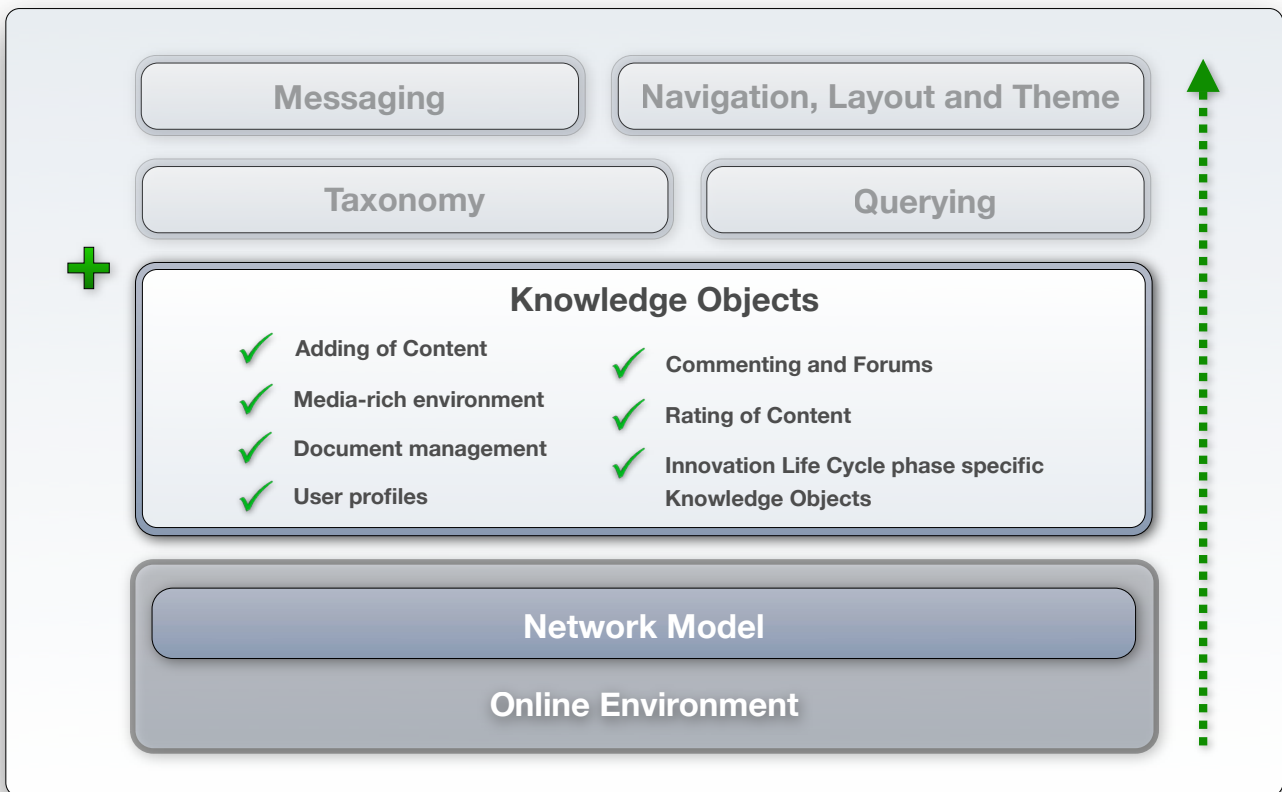 Messaging
Navigation, Layout and Theme
Taxonomy
Querying
Knowledge Objects
Adding of Content
Media-rich environment
Document management
User profiles
Commenting and Forums
Rating of Content
Innovation Life Cycle phase specific
Knowledge Objects
Network Model
Online Environment